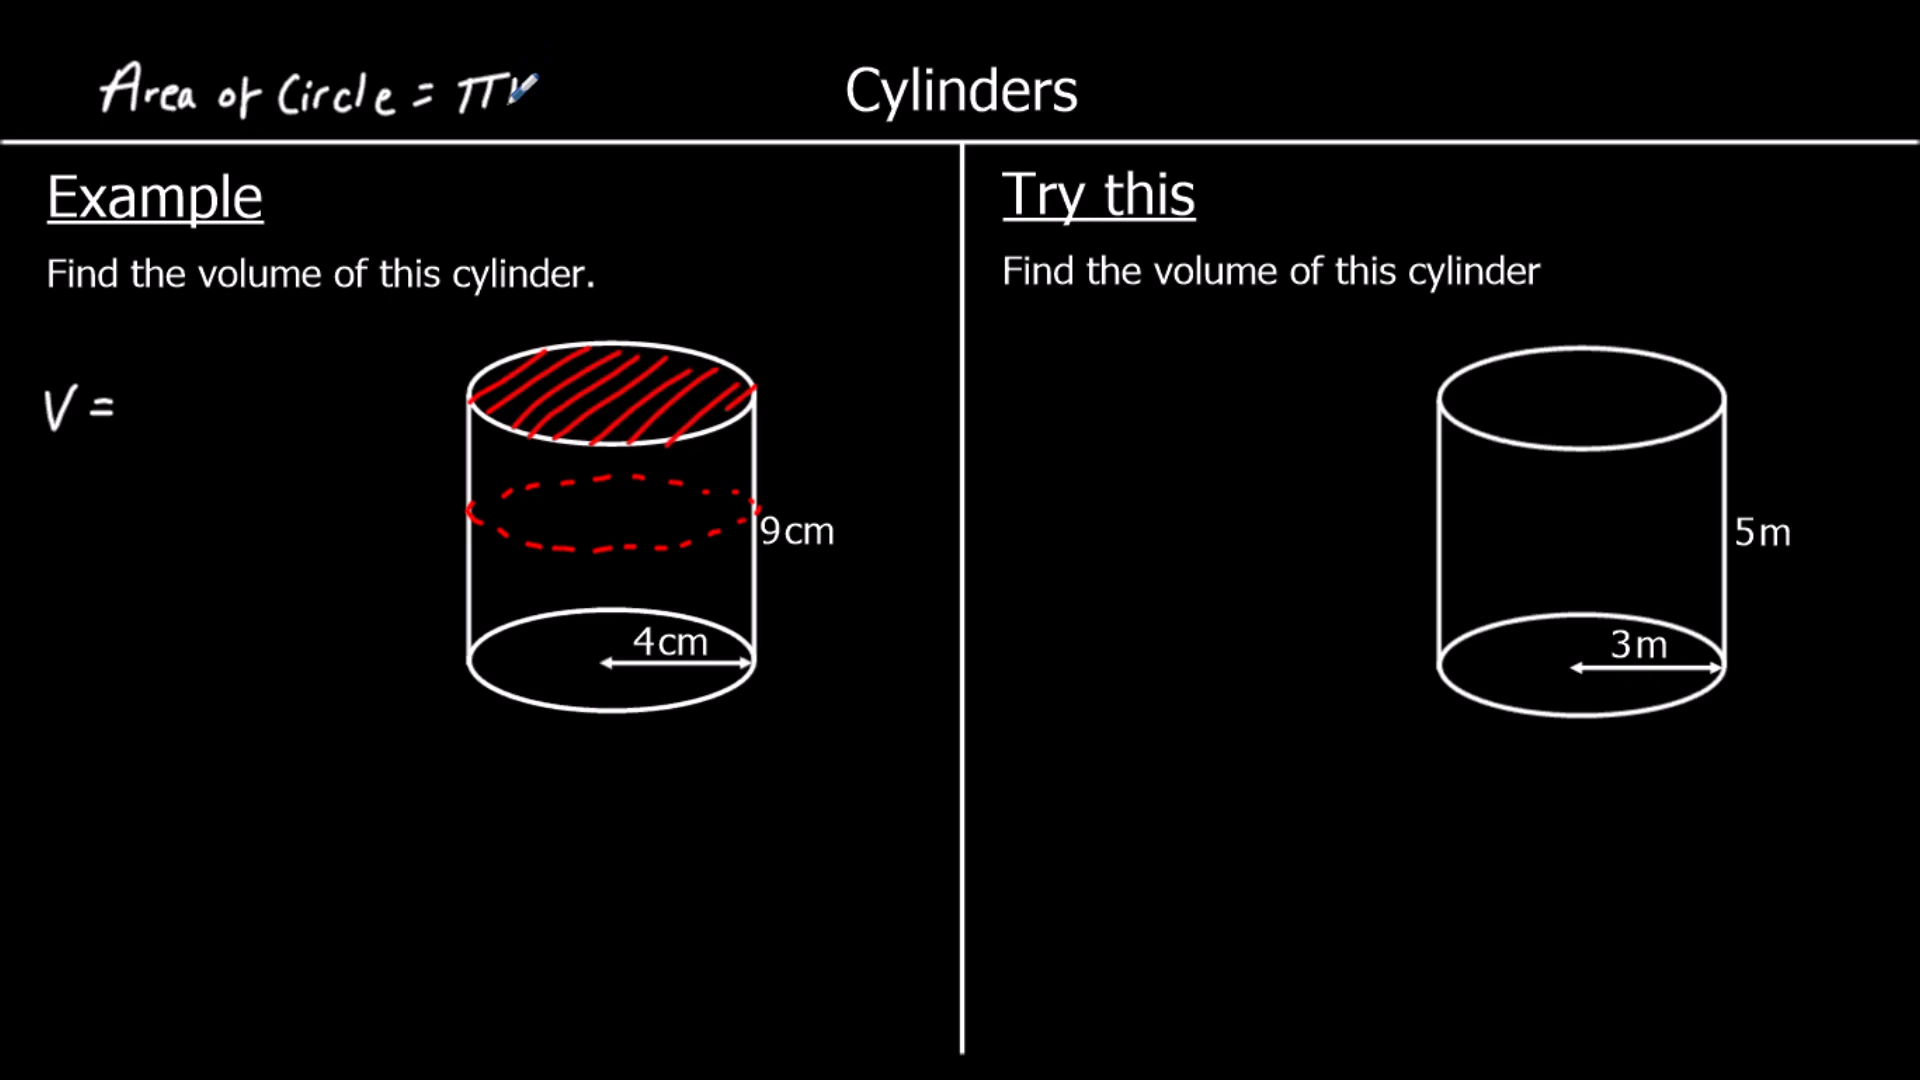 Area of Circle = πr
Cylinders
Example
Find the volume of this cylinder.
V =
9cm
4cm
Try this
Find the volume of this cylinder
5m
3m